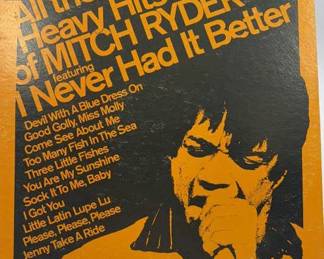 All the
Heavy Hits
of MITCH RYDER
featuring
I Never Had It Better
Devil With A Blue Dress On
Good Golly, Miss Molly
Come See About Me
Too Many Fish In The Sea
Three Little Fishes
You Are My Sunshine
Sock It To Me, Baby
I Got You
Little Latin Lupe Lu
Please, Please, Please
Jenny Take A Ride